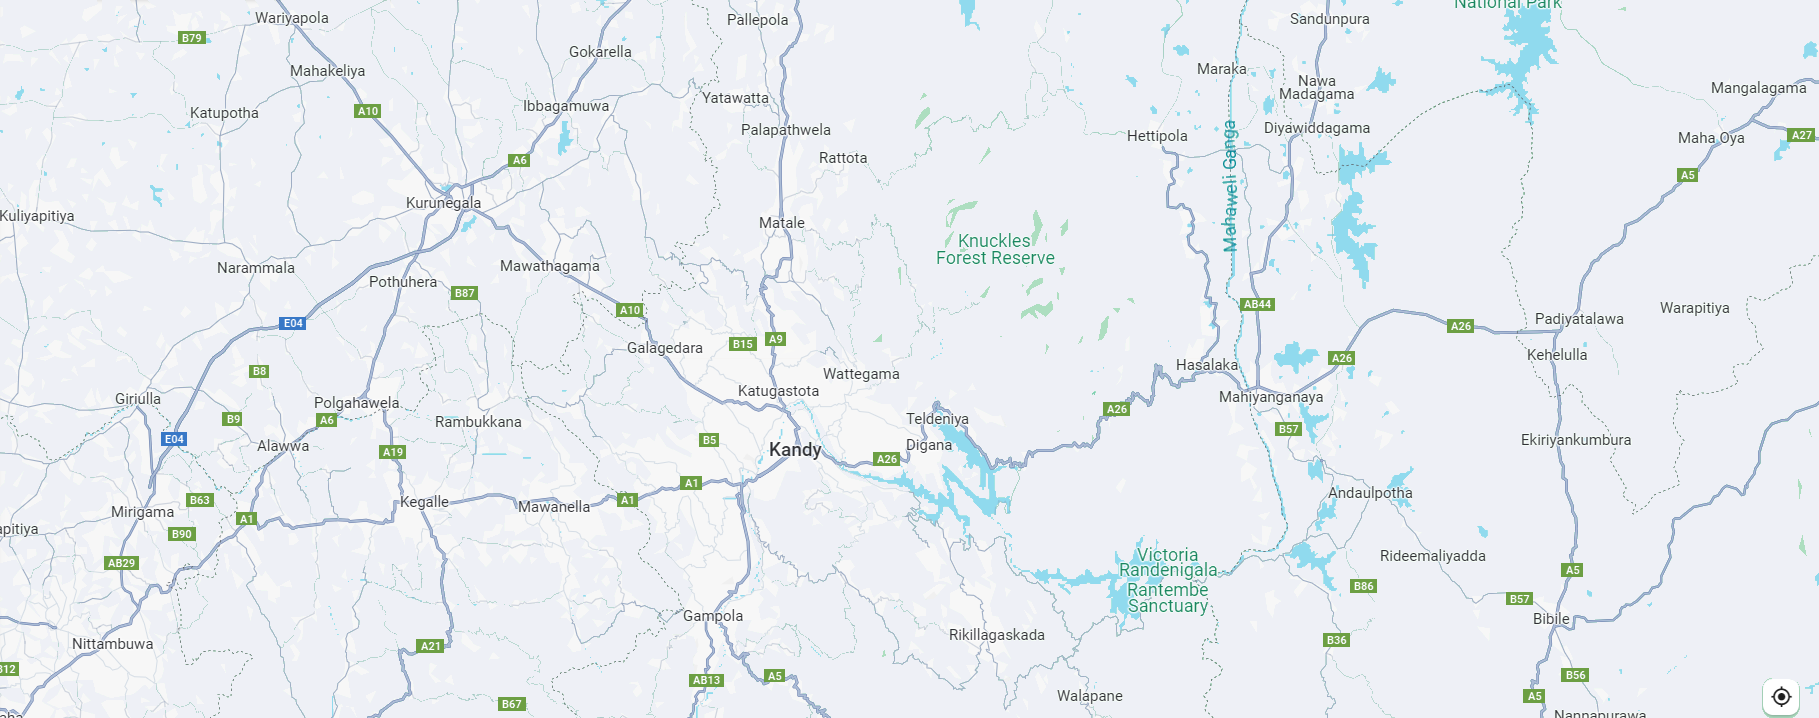 National Park
Wariyapola
Pallepola
Sandunpura
B79
Gokarella
Mahakeliya
Maraka
Nawa
Madagama
Mangalagama
Yatawatta
Katupotha
A10
Ibbagamuwa
Palapathwela
Hettipola
Diyawiddagama
Maha Oya
A27
A6
Rattota
A5
Mahaweli Ganga
Kurunegala
Kuliyapitiya
Matale
Knuckles
Forest Reserve
Narammala
Mawathagama
Pothuhera
B87
A10
AB44
Warapitiya
E04
Padiyatalawa
A26
B15
A9
Galagedara
Kehelulla
A26
Hasalaka
B8
Wattegama
Katugastota
Giriulla
Polgahawela
Mahiyanganaya
A26
B9
A6
Rambukkana
Teldeniya
B57
E04
Alawwa
B5
Digana
Ekiriyankumbura
A19
Kandy
A26
A1
Andaulpotha
B63
Kegalle
A1
Mawanella
Mirigama
A1
apitiya
B90
Victoria
Randenigala
Rantembe
Sanctuary
Rideemaliyadda
AB29
A5
B86
B57
Gampola
Bibile
Rikillagaskada
Nittambuwa
A21
B36
B12
AB13
A5
B56
Walapane
A5
B67
Nannapurawa